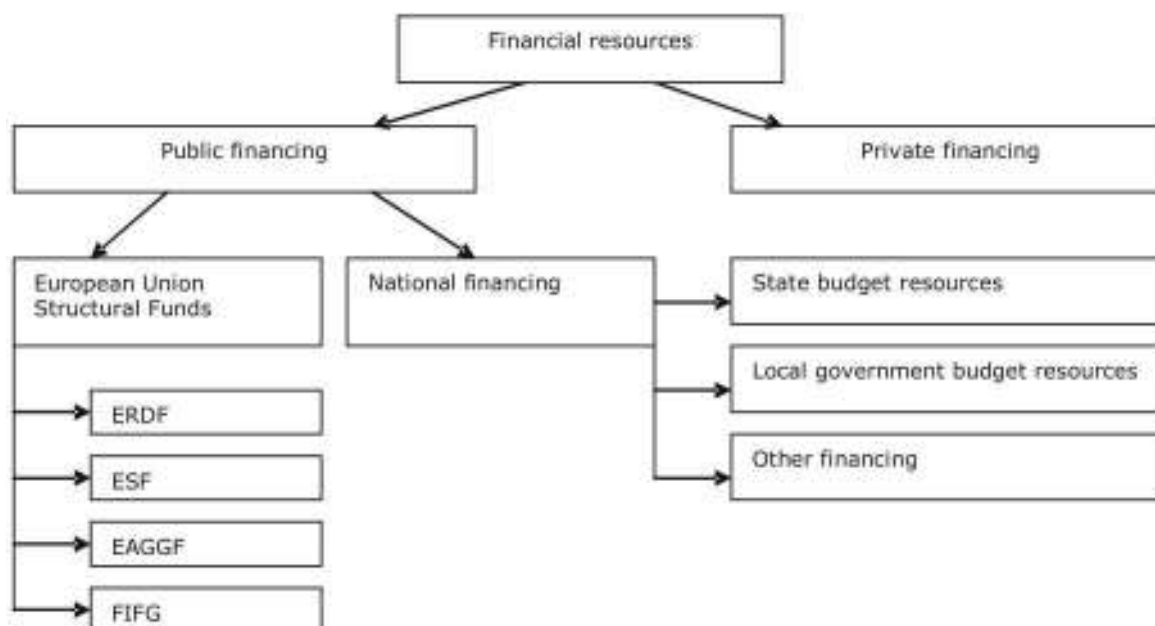 Financial resources
Public financing
Private financing
European Union
Structural Funds
National financing
State budget resources
Local government budget resources
Other financing
ERDF
ESF
EAGGF
FIFG